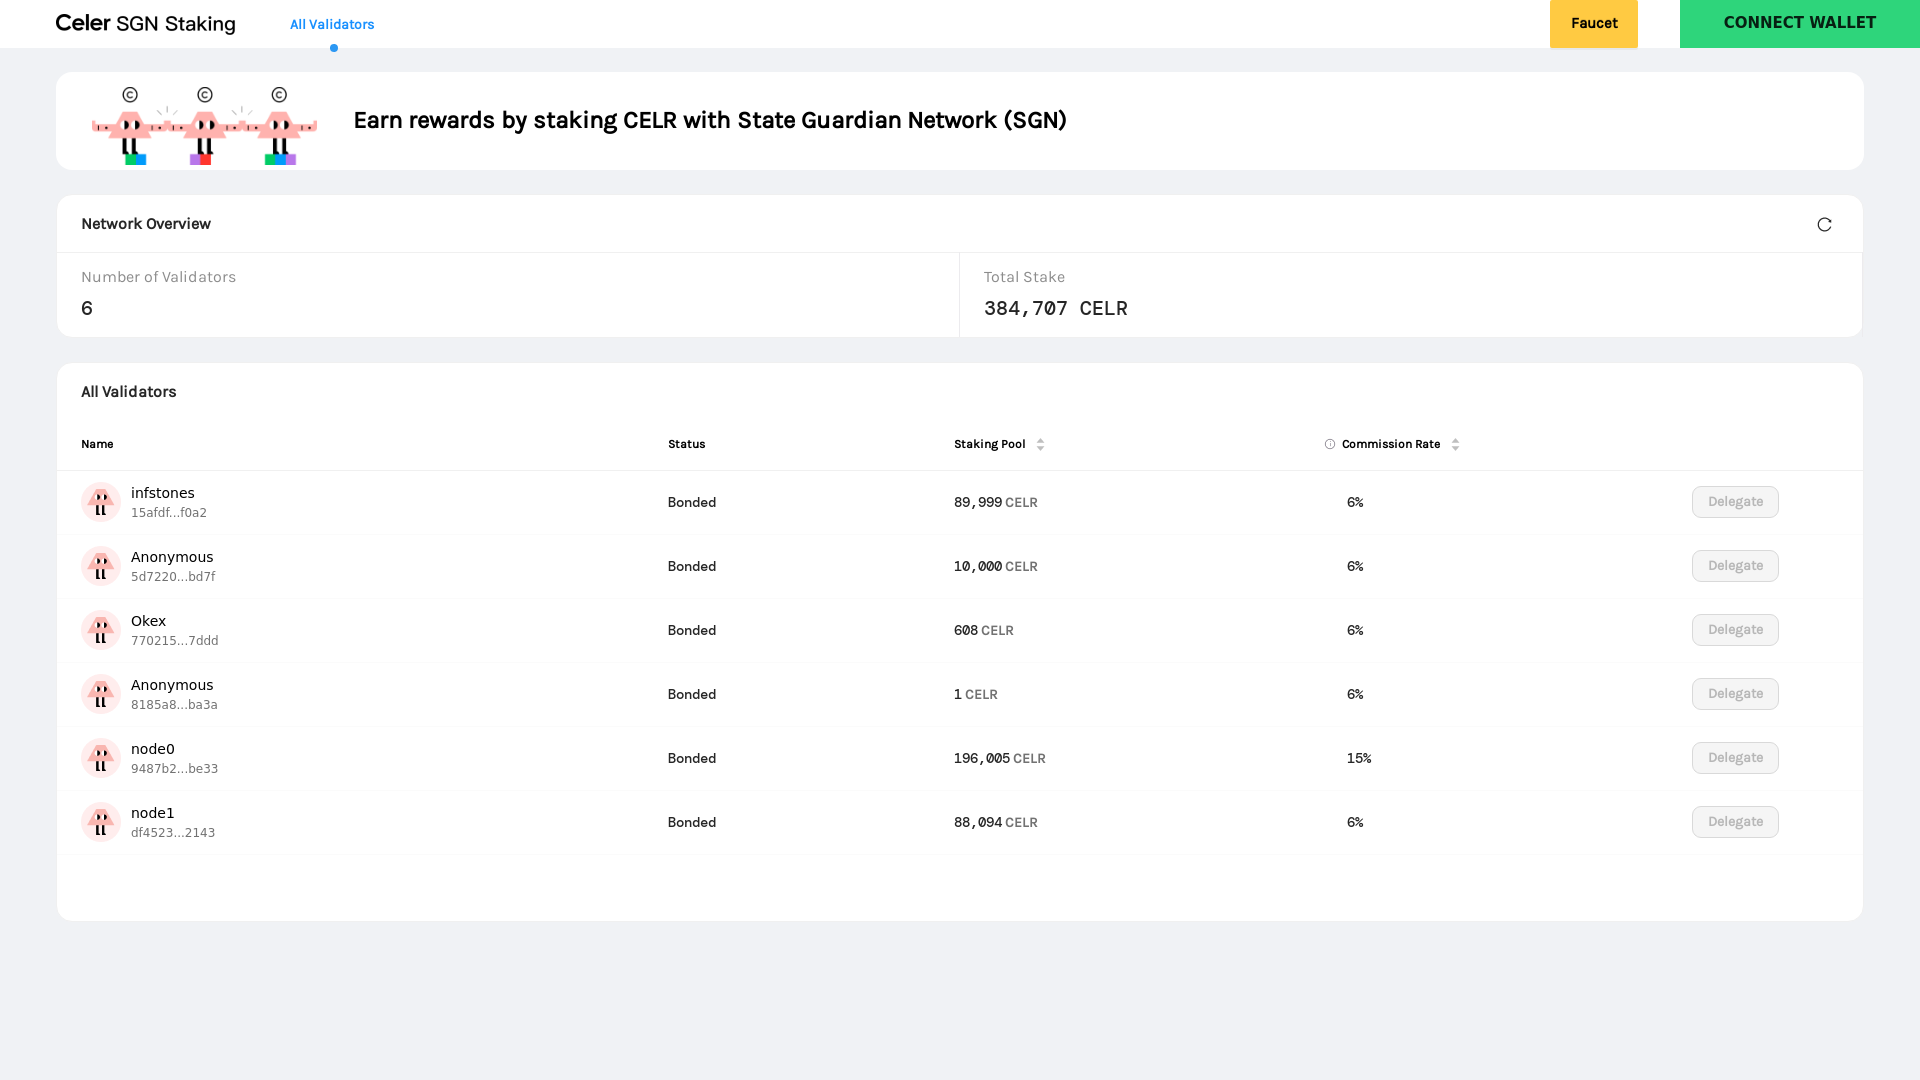 Celer SGN Staking All Validators Faucet CONNECT WALLET
Earn rewards by staking CELR with State Guardian Network (SGN)
Network Overview
Number of Validators Total Stake
6 384,707 CELR
All Validators
Name Status Staking Pool Commission Rate
infstones
15afdf...f0a2 Bonded 89,999 CELR 6% Delegate
Anonymous
5d7220...bd7f Bonded 10,000 CELR 6% Delegate
Okex
770215...7ddd Bonded 608 CELR 6% Delegate
Anonymous
8185a8...ba3a Bonded 1 CELR 6% Delegate
node0
9487b2...be33 Bonded 196,005 CELR 15% Delegate
node1
df4523...2143 Bonded 88,094 CELR 6% Delegate